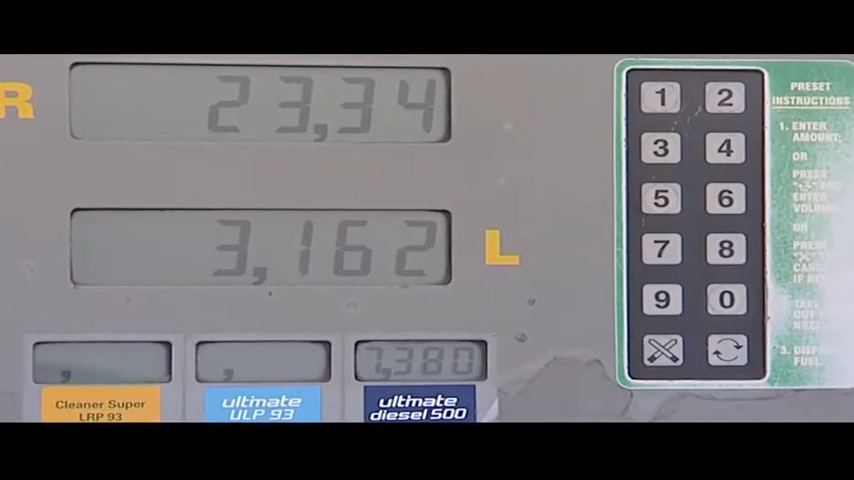 R 23,34
3,162 L
, , 7,380
Cleaner Super
LRP 93
ultimate
ULP 93
ultimate
diesel 500
1 2
3 4
5 6
7 8
9 0
PRESET
INSTRUCTIONS
1. ENTER
AMOUNT;
OR
PRESS
AND
ENTER
VOLUME
OR
PRESS
3. DISPENSE
FUEL.